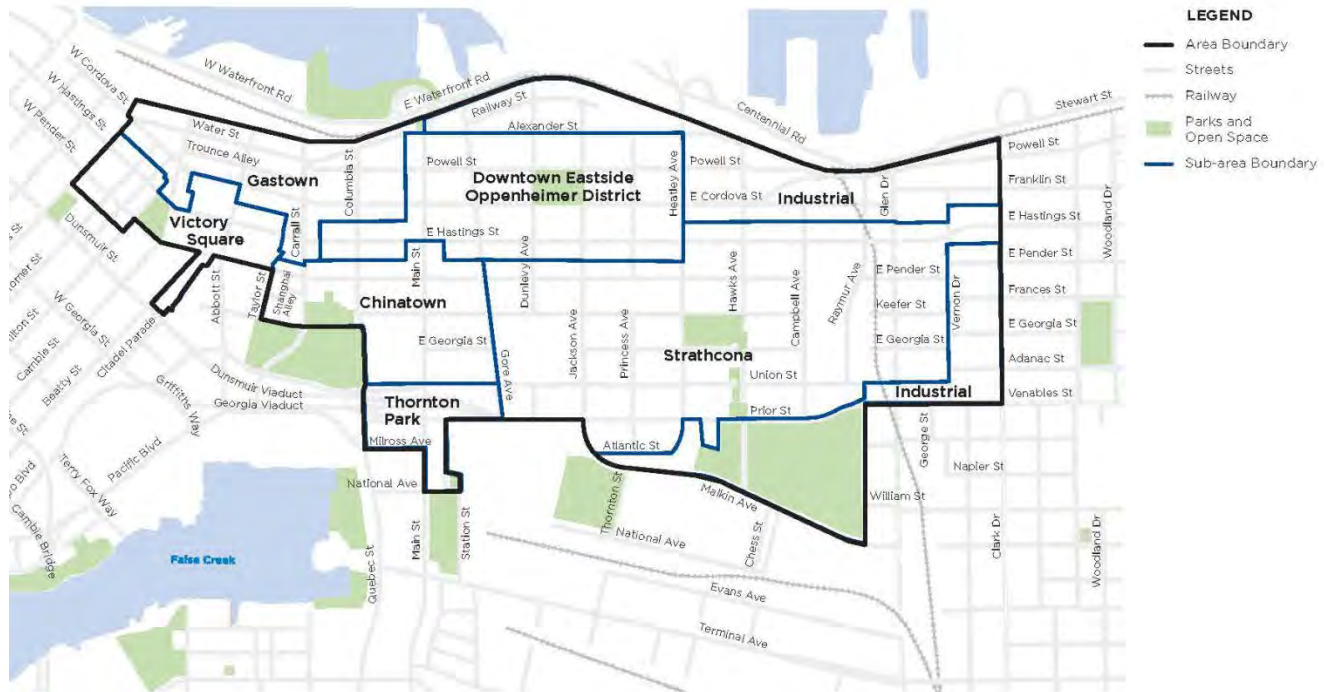 LEGEND
Area Boundary
Streets
Railway
Parks and
Open Space
Sub-area Boundary
W Cordova St
W Hastings St
W Pender St
W Waterfront Rd
E Waterfront Rd
Railway St
Centennial Rd
Stewart St
Water St
Trounce Alley
Alexander St
Gastown
Columbia St
Powell St
Downtown Eastside
Oppenheimer District
Heatley Ave
Powell St
E Cordova St
Industrial
Glen Dr
Powell St
Franklin St
E Hastings St
Woodland Dr
Victory
Square
Carrall St
E Hastings St
Main St
Dunlevy Ave
Hawks Ave
Campbell Ave
Raymur Ave
E Pender St
E Pender St
Keefer St
Frances St
Vernon Dr
E Georgia St
E Georgia St
Adanac St
Venables St
Dunsmuir St
W Georgia St
Abbott St
Taylor St
Shanghai
Alley
Chinatown
E Georgia St
Gore Ave
Jackson Ave
Princess Ave
Strathcona
Union St
Prior St
Industrial
Citadel Parade
Beatty St
Cambie St
Hamilton St
Homer St
Dunsmuir Viaduct
Georgia Viaduct
Griffiths Way
Pacific Blvd
Terry Fox Way
Cambie Bridge
Thornton
Park
Milross Ave
National Ave
Atlantic St
Malkin Ave
Thornton St
National Ave
Chess St
George St
Napier St
William St
Clark Dr
Woodland Dr
False Creek
Quebec St
Main St
Station St
Evans Ave
Terminal Ave